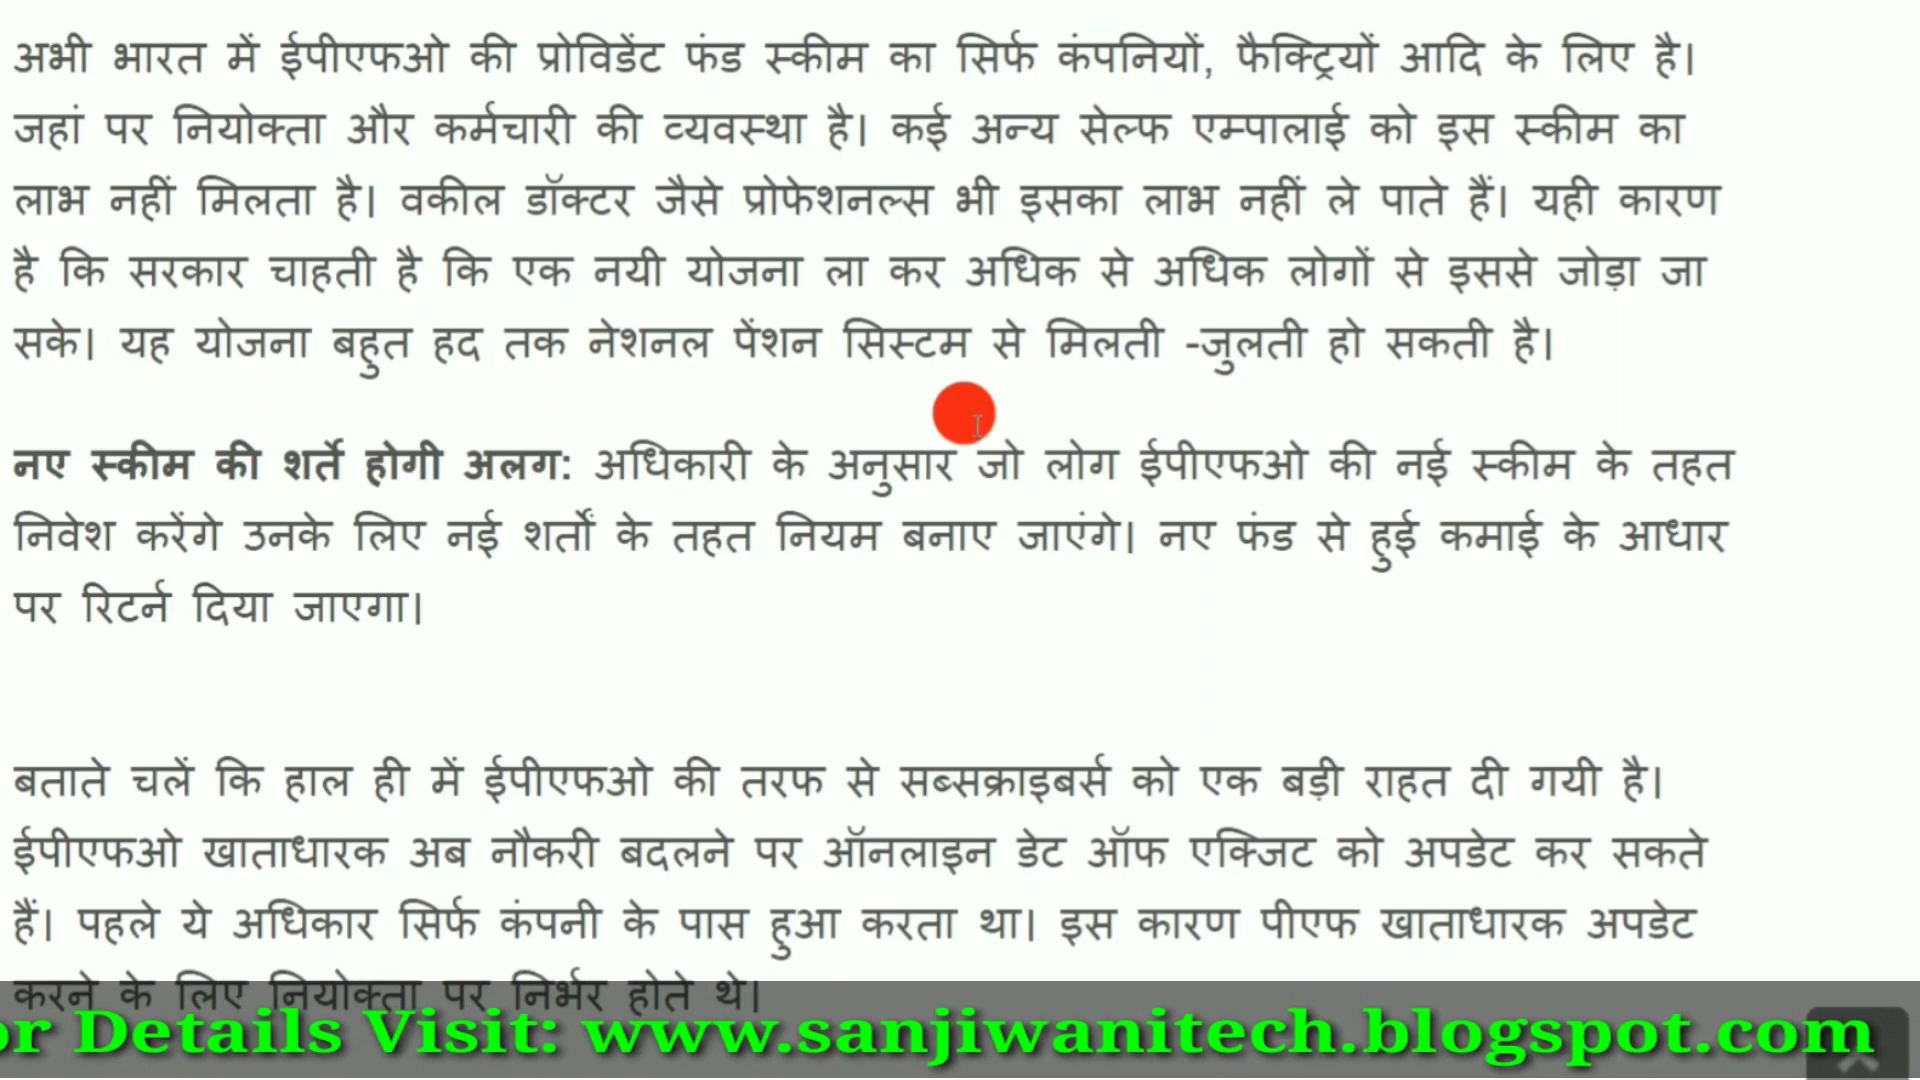 अभी भारत में ईपीएफओ की प्रोविडेंट फंड स्कीम का सिर्फ कंपनियों, फैक्ट्रियों आदि के लिए है।
जहां पर नियोक्ता और कर्मचारी की व्यवस्था है। कई अन्य सेल्फ एम्पालाई को इस स्कीम का
लाभ नहीं मिलता है। वकील डॉक्टर जैसे प्रोफेशनल्स भी इसका लाभ नहीं ले पाते हैं। यही कारण
है कि सरकार चाहती है कि एक नयी योजना ला कर अधिक से अधिक लोगों से इससे जोड़ा जा
सके। यह योजना बहुत हद तक नेशनल पेंशन सिस्टम से मिलती -जुलती हो सकती है।
नए स्कीम की शर्ते होगी अलग: अधिकारी के अनुसार जो लोग ईपीएफओ की नई स्कीम के तहत
निवेश करेंगे उनके लिए नई शर्तों के तहत नियम बनाए जाएंगे। नए फंड से हुई कमाई के आधार
पर रिटर्न दिया जाएगा।
बताते चलें कि हाल ही में ईपीएफओ की तरफ से सब्सक्राइबर्स को एक बड़ी राहत दी गयी है।
ईपीएफओ खाताधारक अब नौकरी बदलने पर ऑनलाइन डेट ऑफ एक्जिट को अपडेट कर सकते
हैं। पहले ये अधिकार सिर्फ कंपनी के पास हुआ करता था। इस कारण पीएफ खाताधारक अपडेट
करने के लिए नियोक्ता पर निर्भर होते थे।
or Details Visit: www.sanjiwanitech.blogspot.com